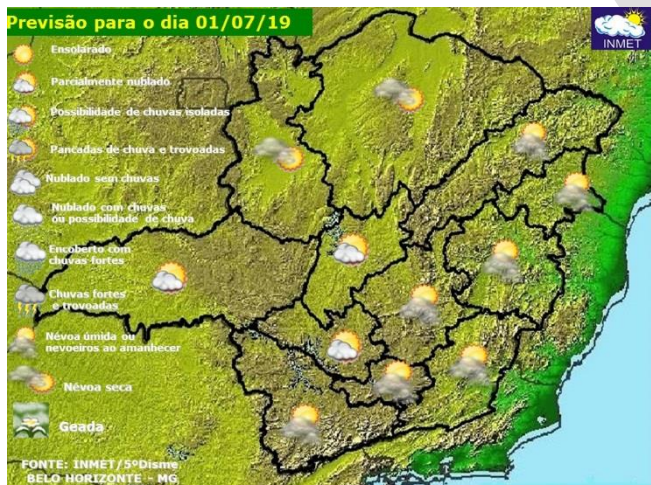 Previsão para o dia 01/07/19
INMET
Ensolarado
Parcialmente nublado
Possibilidade de chuvas isoladas
Pancadas de chuva e trovoadas
Nublado sem chuvas
Nublado com chuvas
ou possibilidade de chuva
Encoberto com
chuvas fortes
Chuvas fortes
e trovoadas
Névoa úmida ou
nevoeiros ao amanhecer
Névoa seca
Geada
FONTE: INMET/5ºDisme.
BELO HORIZONTE - MG.